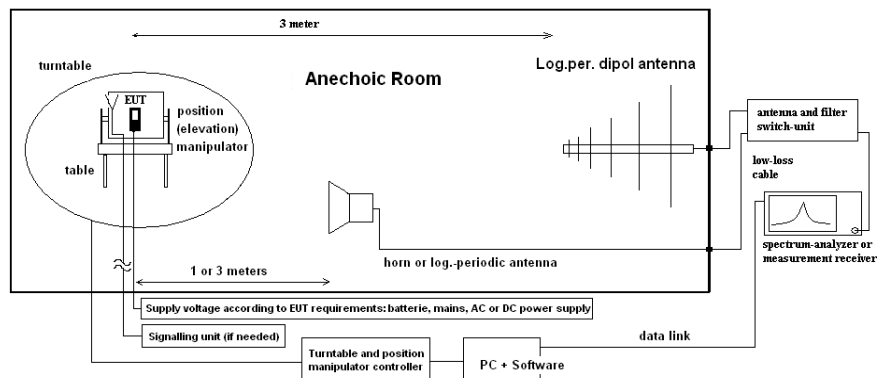 3 meter
turntable
Anechoic Room
Log.per. dipol antenna
EUT
position
(elevation)
manipulator
table
antenna and filter
switch-unit
low-loss
cable
spectrum-analyzer or
measurement receiver
horn or log.-periodic antenna
1 or 3 meters
Supply voltage according to EUT requirements: batterie, mains, AC or DC power supply
Signalling unit (if needed)
data link
Turntable and position
manipulator controller
PC + Software